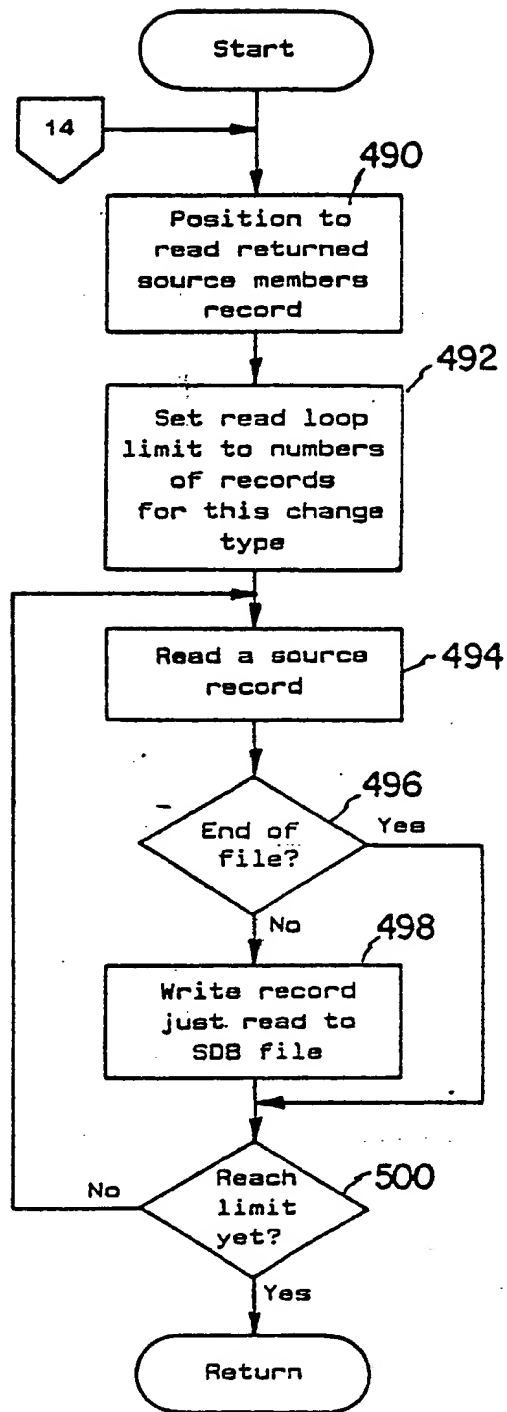 Start
14
490
Position to
read returned
source members
record
492
Set read loop
limit to numbers
of records
for this change
type
Read a source
record
494
496
End of
file?
Yes
No
498
Write record
just read to
SDB file
Reach
limit
yet?
500
No
Yes
Return